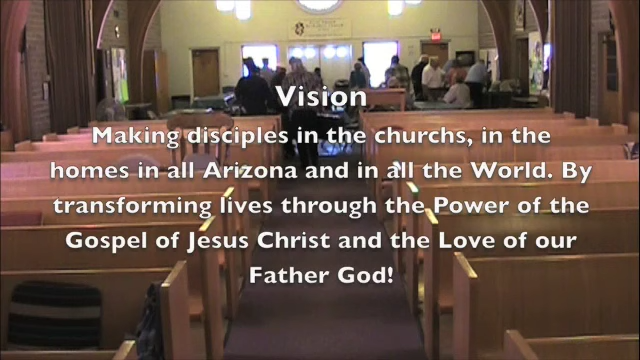 Vision
Making disciples in the churchs, in the
homes in all Arizona and in all the World. By
transforming lives through the Power of the
Gospel of Jesus Christ and the Love of our
Father God!